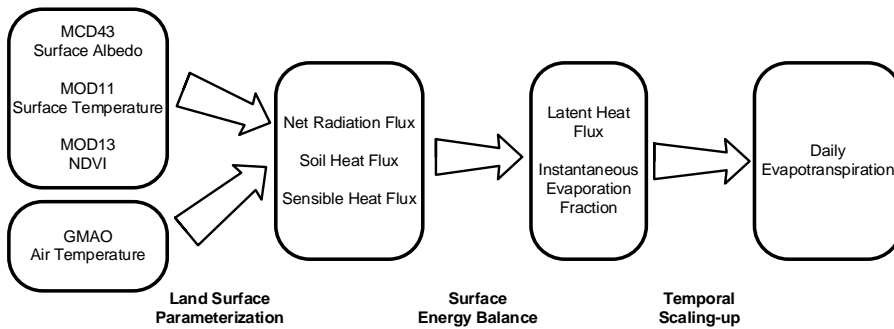 MCD43
Surface Albedo
MOD11
Surface Temperature
MOD13
NDVI
GMAO
Air Temperature
Net Radiation Flux
Soil Heat Flux
Sensible Heat Flux
Latent Heat
Flux
Instantaneous
Evaporation
Fraction
Daily
Evapotranspiration
Land Surface
Parameterization
Surface
Energy Balance
Temporal
Scaling-up